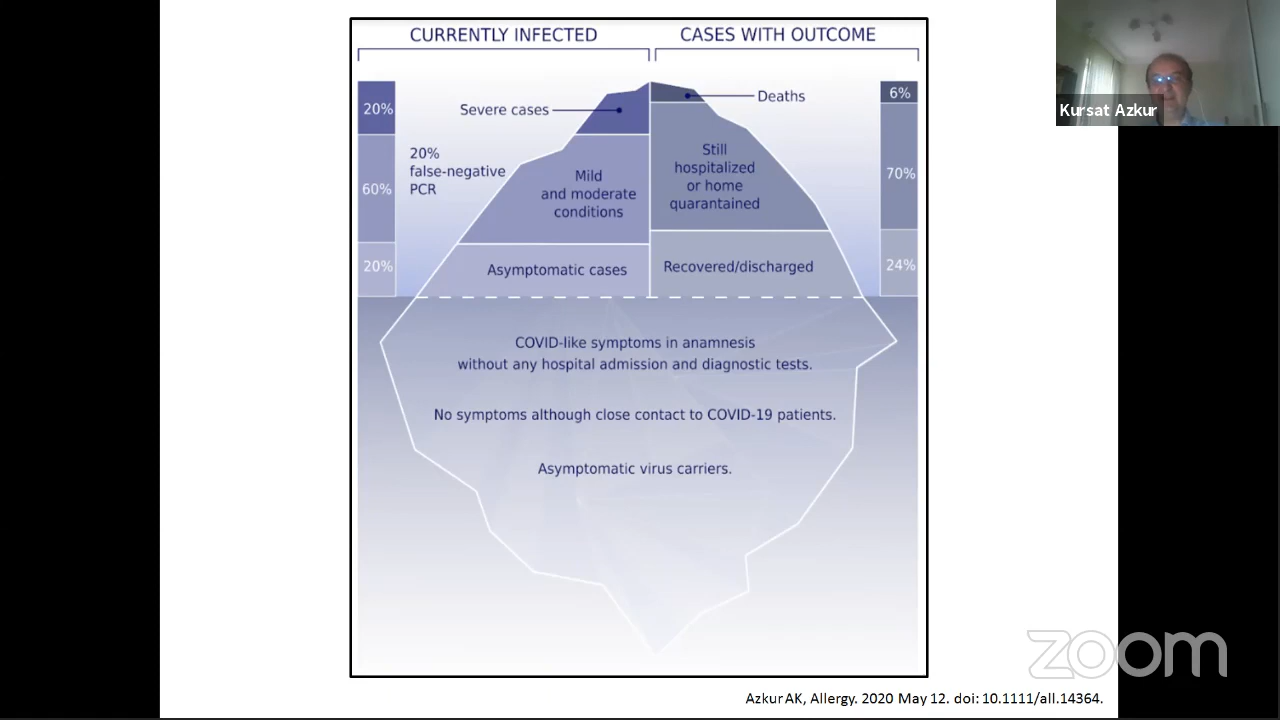 CURRENTLY INFECTED
CASES WITH OUTCOME
20%
60%
20%
Severe cases
20%
false-negative
PCR
Mild
and moderate
conditions
Asymptomatic cases
Deaths
Still
hospitalized
or home
quarantained
Recovered/discharged
6%
70%
24%
COVID-like symptoms in anamnesis
without any hospital admission and diagnostic tests.
No symptoms although close contact to COVID-19 patients.
Asymptomatic virus carriers.
Kursat Azkur
zoom
Azkur AK, Allergy. 2020 May 12. doi: 10.1111/all.14364.